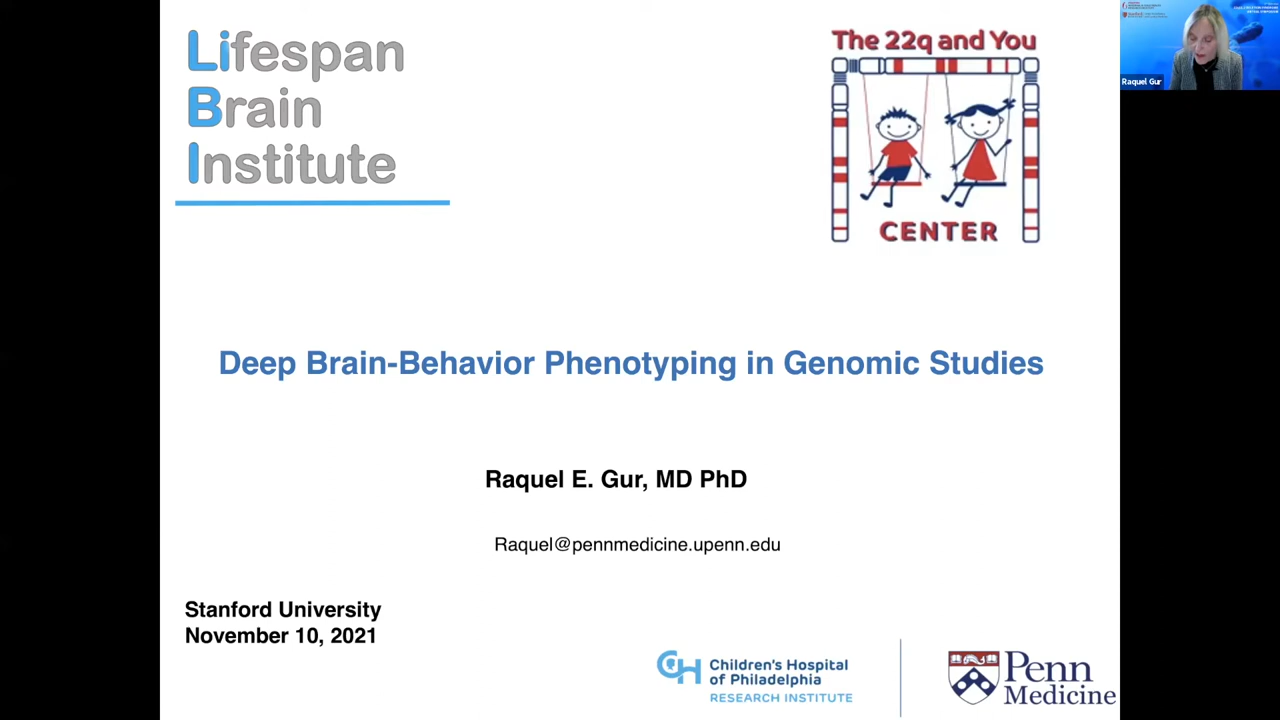 Lifespan
Brain
Institute
The 22q and You
CENTER
Raquel Gur
Deep Brain-Behavior Phenotyping in Genomic Studies
Raquel E. Gur, MD PhD
Raquel@pennmedicine.upenn.edu
Stanford University
November 10, 2021
CH Children's Hospital
of Philadelphia
RESEARCH INSTITUTE
Penn
Medicine